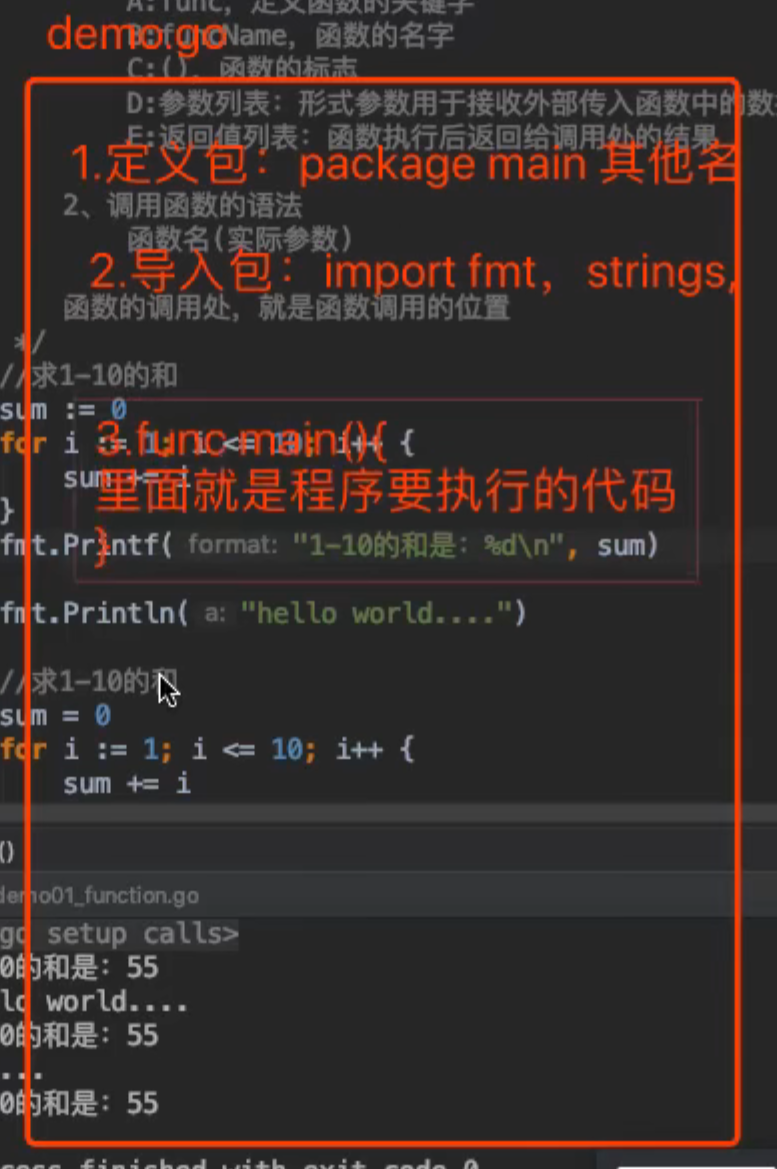 A:func，定义函数的关键字
demo.go
B:funcName，函数的名字
C:()，函数的标志
D:参数列表：形式参数用于接收外部传入函数中的数
E:返回值列表：函数执行后返回给调用处的结果
1.定义包：package main 其他名
2、调用函数的语法
函数名(实际参数)
2.导入包：import fmt，strings,
函数的调用处，就是函数调用的位置
*/
//求1-10的和
sum := 0
for i := 1; i <= 10; i++ {
3.func main(){
sum += i
里面就是程序要执行的代码
}
fmt.Printf( format: "1-10的和是：%d\n", sum)
}
fmt.Println( a: "hello world....")
//求1-10的和
sum = 0
for i := 1; i <= 10; i++ {
sum += i
()
demo01_function.go
go setup calls>
0的和是：55
lo world....
0的和是：55
...
0的和是：55
cess finished with exit code 0